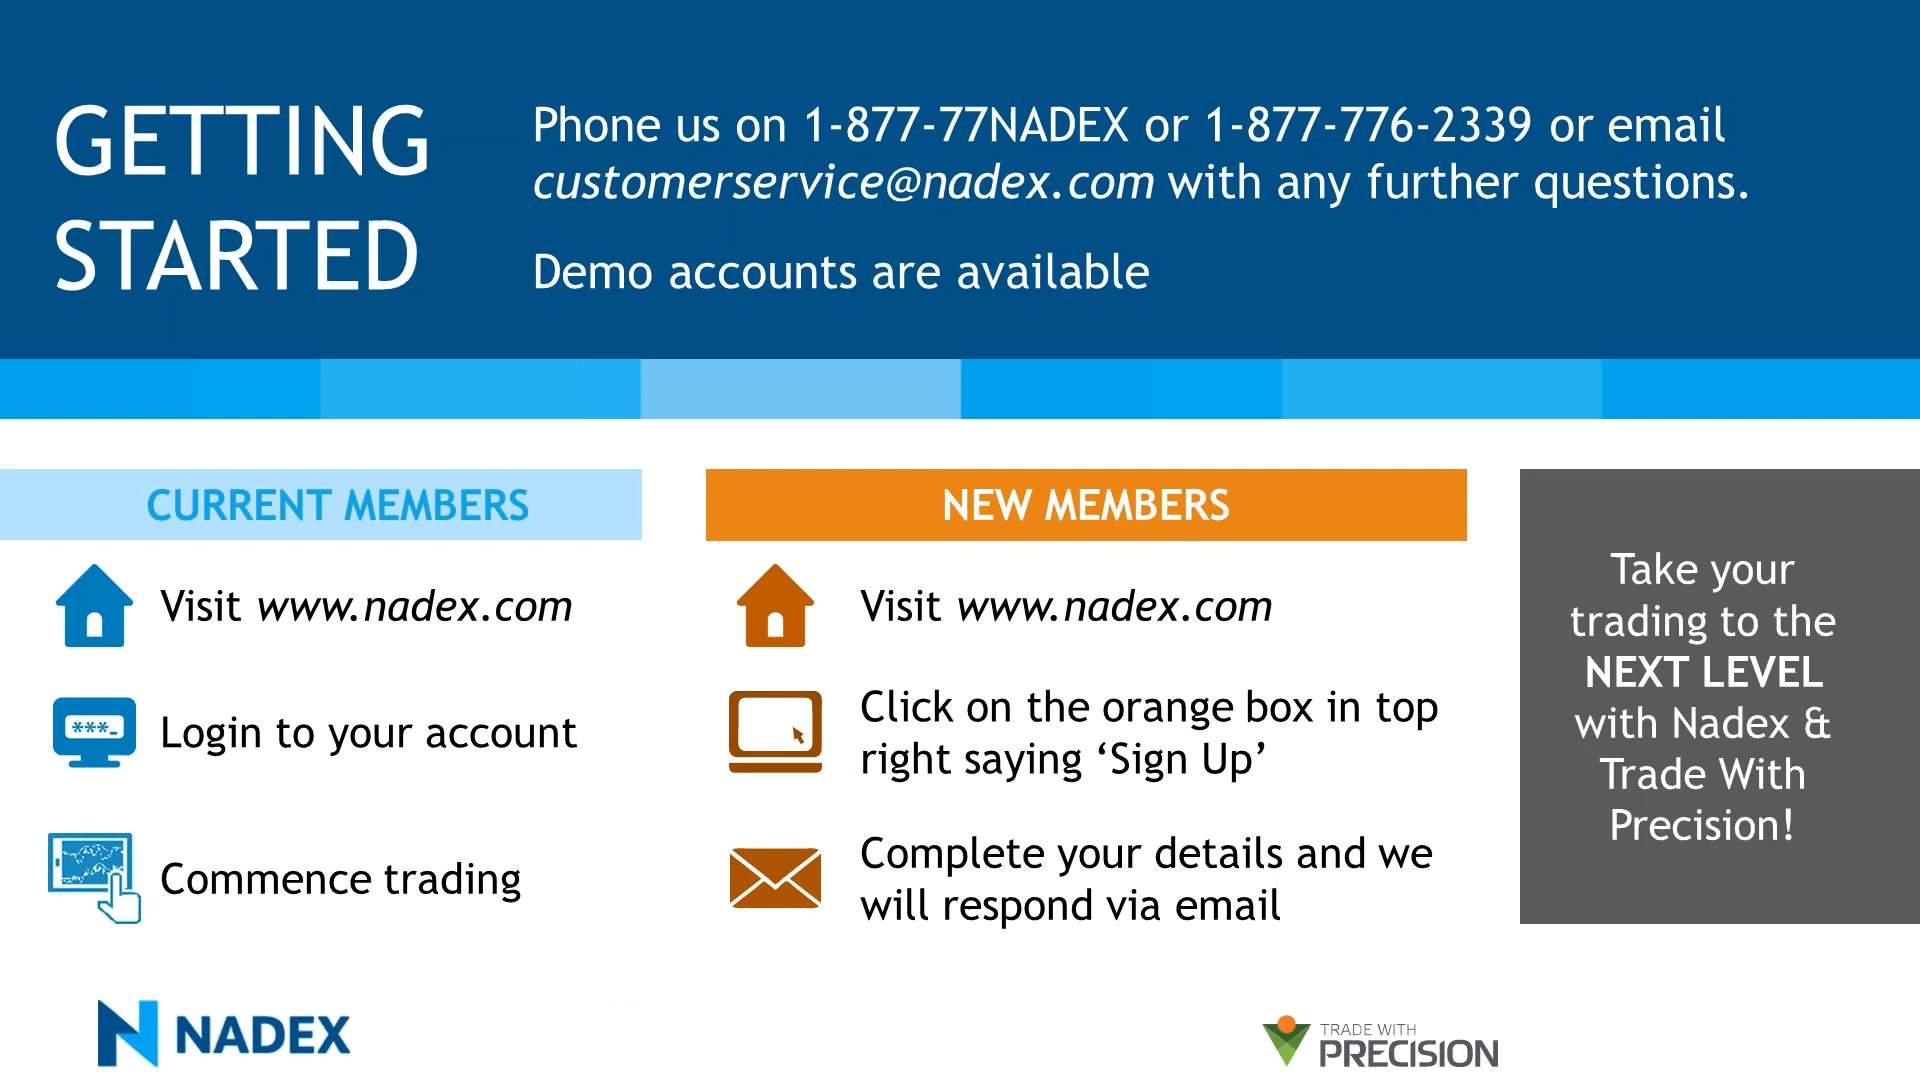 GETTING
STARTED
Phone us on 1-877-77NADEX or 1-877-776-2339 or email
customerservice@nadex.com with any further questions.
Demo accounts are available
CURRENT MEMBERS
Visit www.nadex.com
***_
Login to your account
Commence trading
NEW MEMBERS
Visit www.nadex.com
Click on the orange box in top
right saying ‘Sign Up’
Complete your details and we
will respond via email
Take your
trading to the
NEXT LEVEL
with Nadex &
Trade With
Precision!
NADEX
TRADE WITH
PRECISION